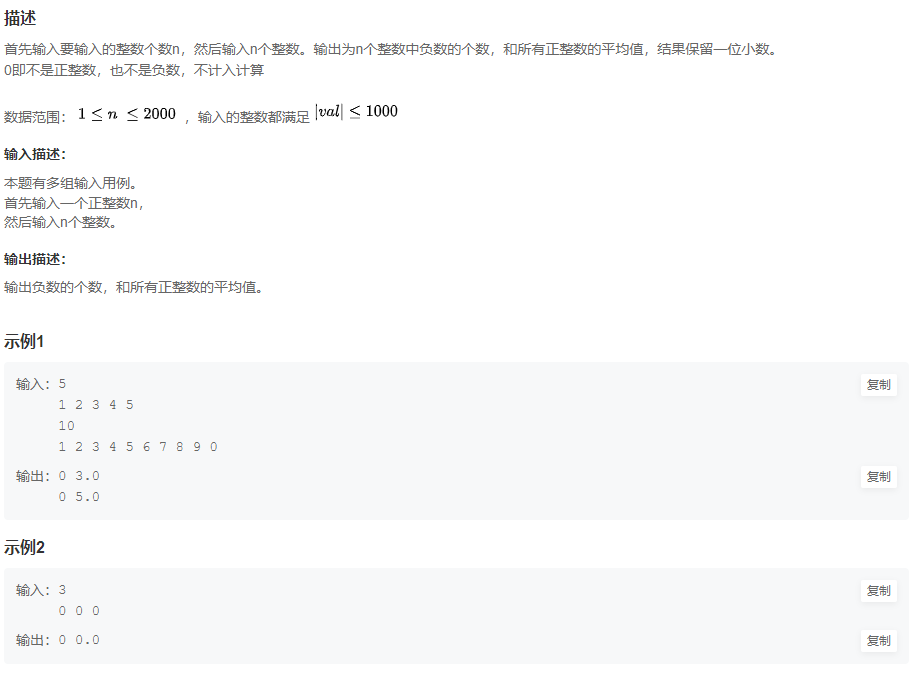 描述
首先输入要输入的整数个数n，然后输入n个整数。输出为n个整数中负数的个数，和所有正整数的平均值，结果保留一位小数。
0即不是正整数，也不是负数，不计入计算
数据范围： 1 ≤ n ≤ 2000 ，输入的整数都满足 |val| ≤ 1000
输入描述：
本题有多组输入用例。
首先输入一个正整数n，
然后输入n个整数。
输出描述：
输出负数的个数，和所有正整数的平均值。
示例1
输入：5 复制
1 2 3 4 5
10
1 2 3 4 5 6 7 8 9 0
输出：0 3.0 复制
0 5.0
示例2
输入：3 复制
0 0 0
输出：0 0.0 复制